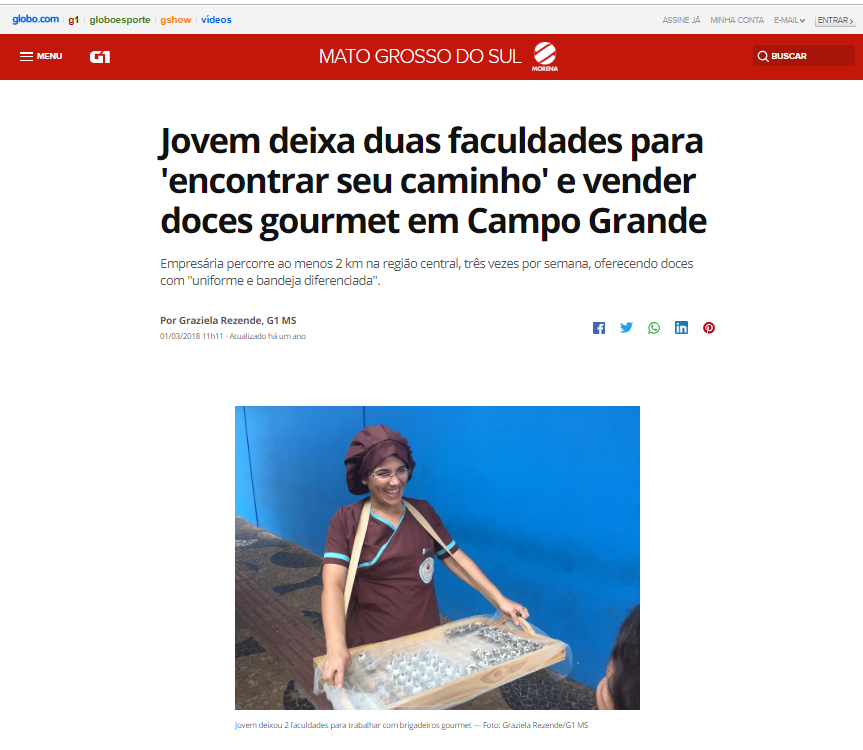 globo.com g1 globoesporte gshow vídeos ASSINE JÁ MINHA CONTA E-MAIL ENTRAR ›
MENU G1 MATO GROSSO DO SUL MORENA BUSCAR
Jovem deixa duas faculdades para
'encontrar seu caminho' e vender
doces gourmet em Campo Grande
Empresária percorre ao menos 2 km na região central, três vezes por semana, oferecendo doces
com "uniforme e bandeja diferenciada".
Por Graziela Rezende, G1 MS
01/03/2018 11h11 · Atualizado há um ano
Jovem deixou 2 faculdades para trabalhar com brigadeiros gourmet — Foto: Graziela Rezende/G1 MS